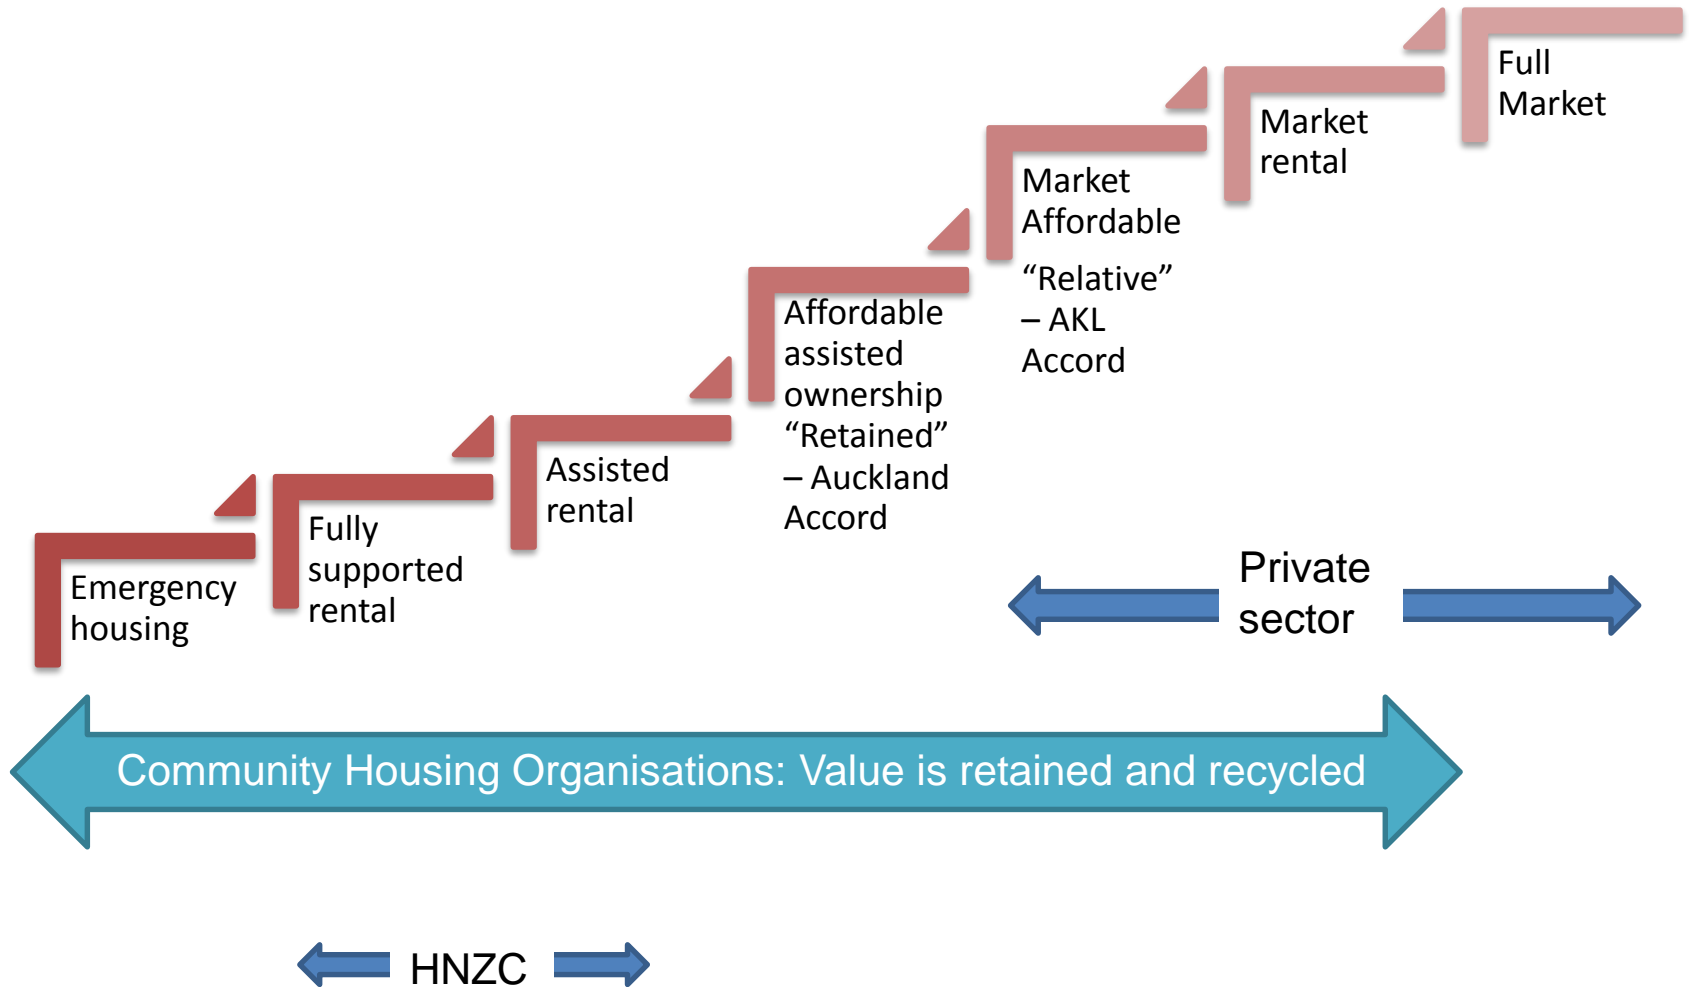 Emergency
housing
Fully
supported
rental
Assisted
rental
Affordable
assisted
ownership
“Retained”
– Auckland
Accord
Market
Affordable
“Relative”
– AKL
Accord
Market
rental
Full
Market
Private
sector
Community Housing Organisations: Value is retained and recycled
HNZC